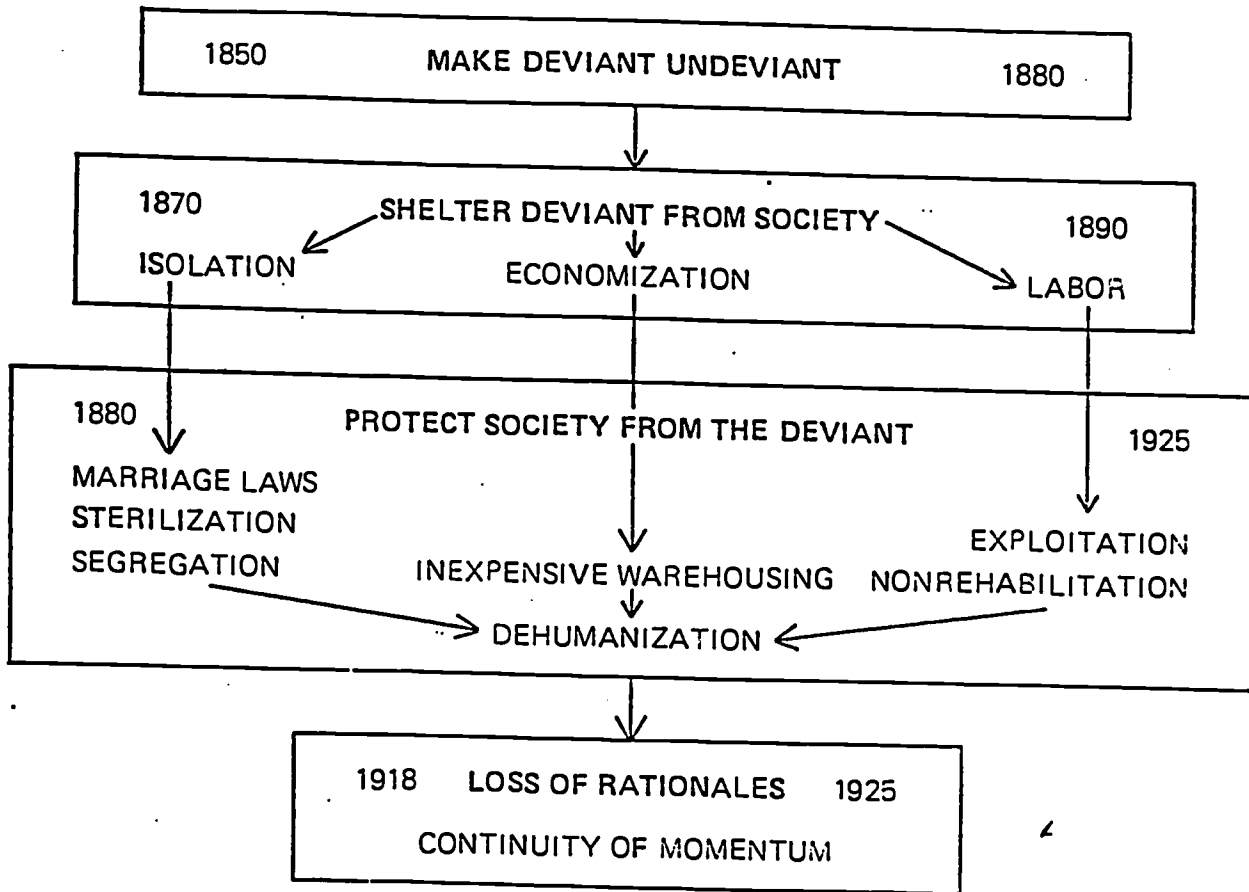 1850 MAKE DEVIANT UNDEVIANT 1880
1870 SHELTER DEVIANT FROM SOCIETY 1890
ISOLATION ECONOMIZATION LABOR
1880 PROTECT SOCIETY FROM THE DEVIANT 1925
MARRIAGE LAWS
STERILIZATION EXPLOITATION
SEGREGATION INEXPENSIVE WAREHOUSING NONREHABILITATION
DEHUMANIZATION
1918 LOSS OF RATIONALES 1925
CONTINUITY OF MOMENTUM